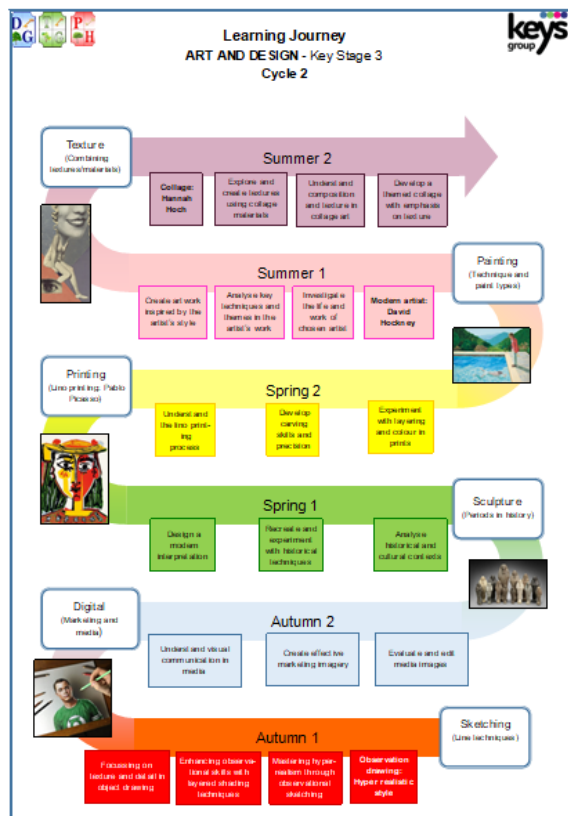 D
G
T
G
P
H
Learning Journey
ART AND DESIGN - Key Stage 3
Cycle 2
keys
group
Texture
(Combining
textures/materials)
Summer 2
Collage:
Hannah
Hoch
Explore and
create textures
using collage
materials
Understand
composition
and texture in
collage art
Develop a
themed collage
with emphasis
on texture
Summer 1
Painting
(Technique and
paint types)
Create art work
inspired by the
artist's style
Analyse key
techniques and
themes in the
artist's work
Investigate
the life and
work of
chosen artist
Modern artist:
David
Hockney
Printing
(Lino printing: Pablo
Picasso)
Spring 2
Understand
the lino print-
ing
process
Develop
carving
skills and
precision
Experiment
with layering
and colour in
prints
Spring 1
Sculpture
(Periods in history)
Design a
modern
interpretation
Recreate and
experiment
with historical
techniques
Analyse
historical and
cultural contexts
Digital
(Marketing and
media)
Autumn 2
Understand visual
communication in
media
Create effective
marketing imagery
Evaluate and edit
media images
Autumn 1
Sketching
(Line techniques)
Focussing on
texture and detail in
object drawing
Enhancing observa-
tional skills with
layered shading
techniques
Mastering hyper-
realism through
observational
sketching
Observation
drawing:
Hyper realistic
style